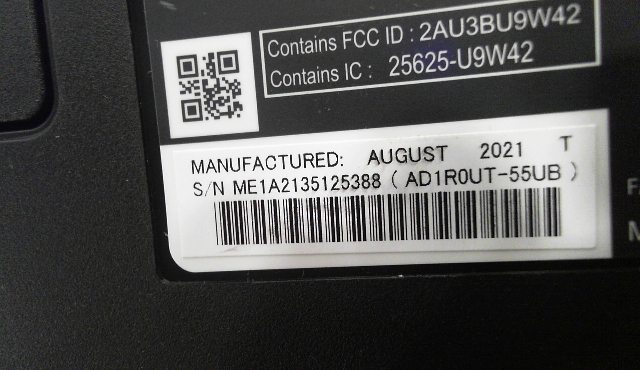 Contains FCC ID : 2AU3BU9W42
Contains IC : 25625-U9W42
MANUFACTURED: AUGUST 2021 T
S/N ME1A2135125388 ( AD1R0UT-55UB )
F